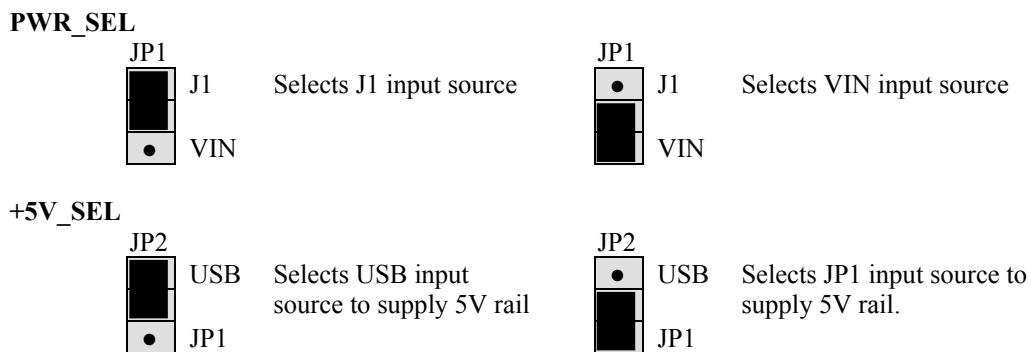 PWR_SEL
JP1
J1 Selects J1 input source
VIN
JP1
J1 Selects VIN input source
VIN
+5V_SEL
JP2
USB Selects USB input
source to supply 5V rail
JP1
JP2
USB Selects JP1 input source to
supply 5V rail.
JP1